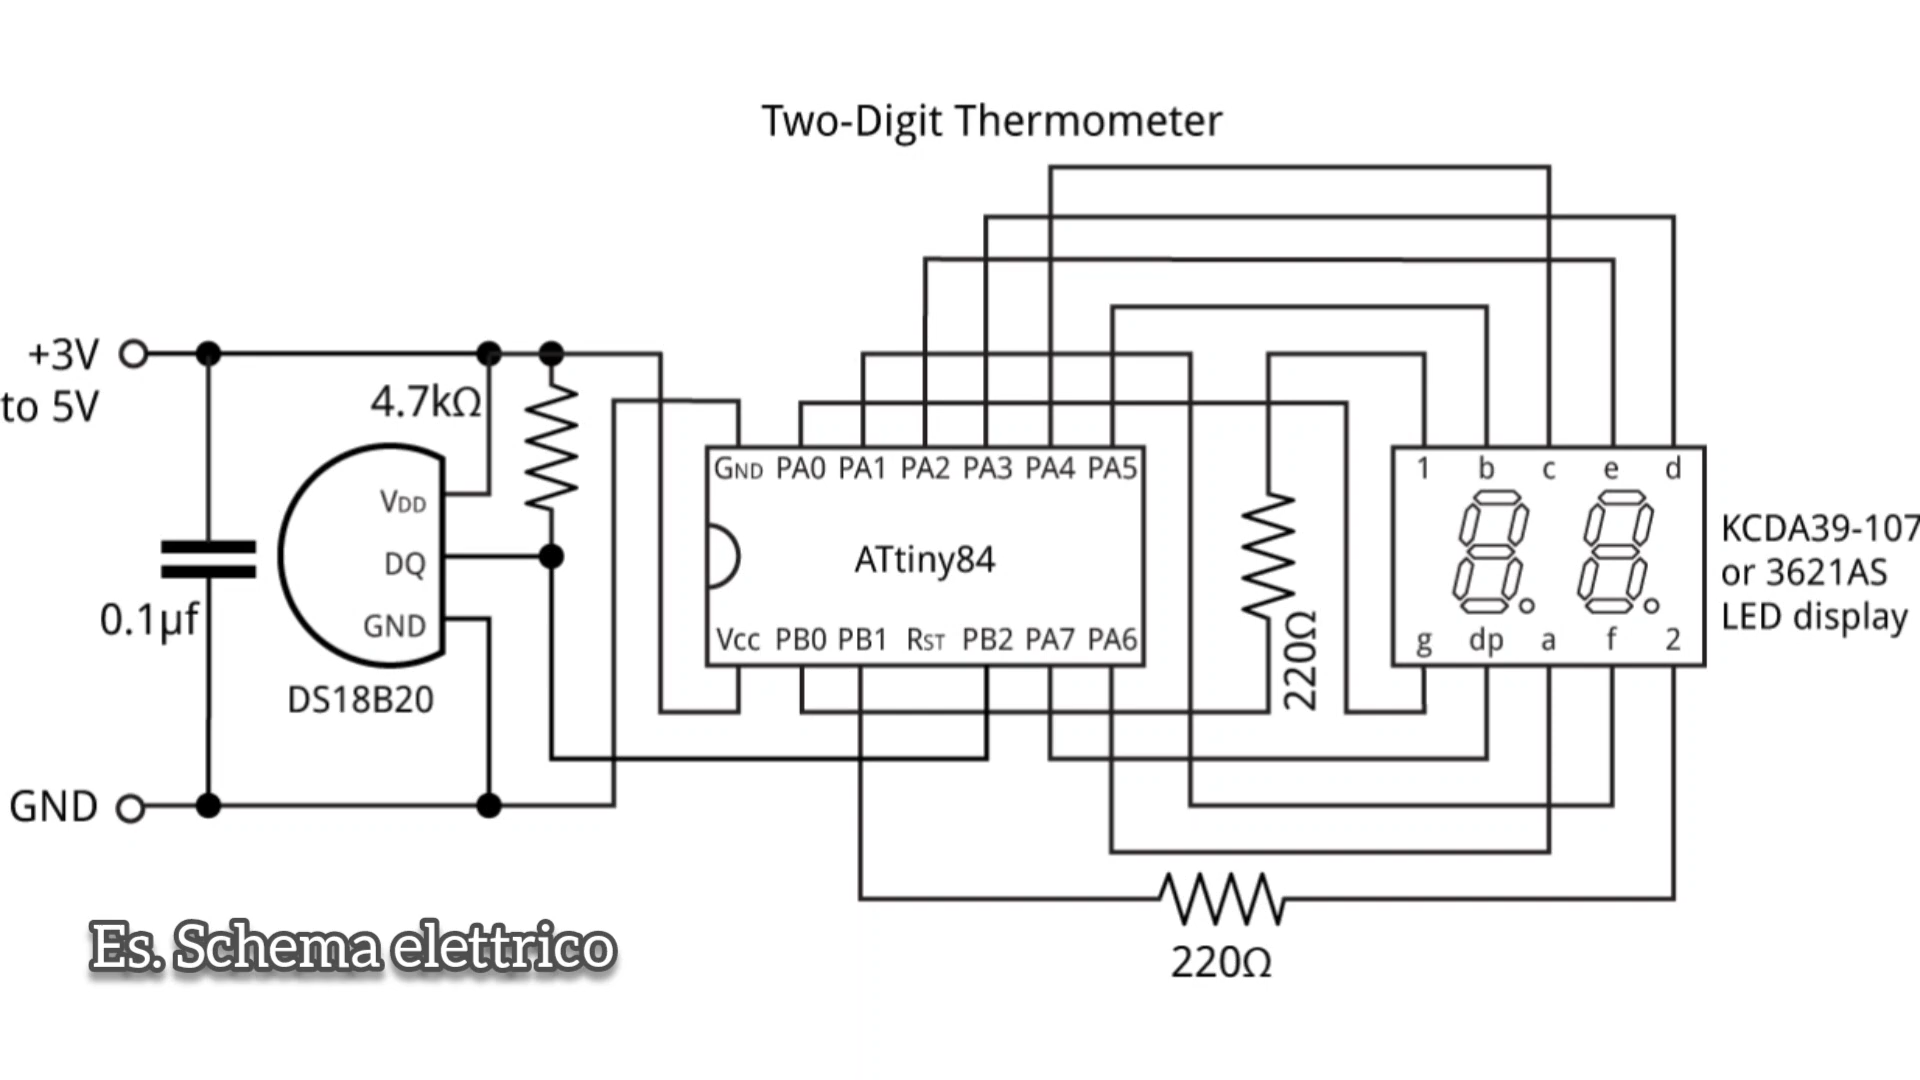 Two-Digit Thermometer
+3V
to 5V
4.7kΩ
VDD
DQ
GND
DS18B20
0.1µf
GND
GND PA0 PA1 PA2 PA3 PA4 PA5
ATtiny84
Vcc PB0 PB1 RST PB2 PA7 PA6
220Ω
1 b c e d
g dp a f 2
KCDA39-107
or 3621AS
LED display
220Ω
Es. Schema elettrico